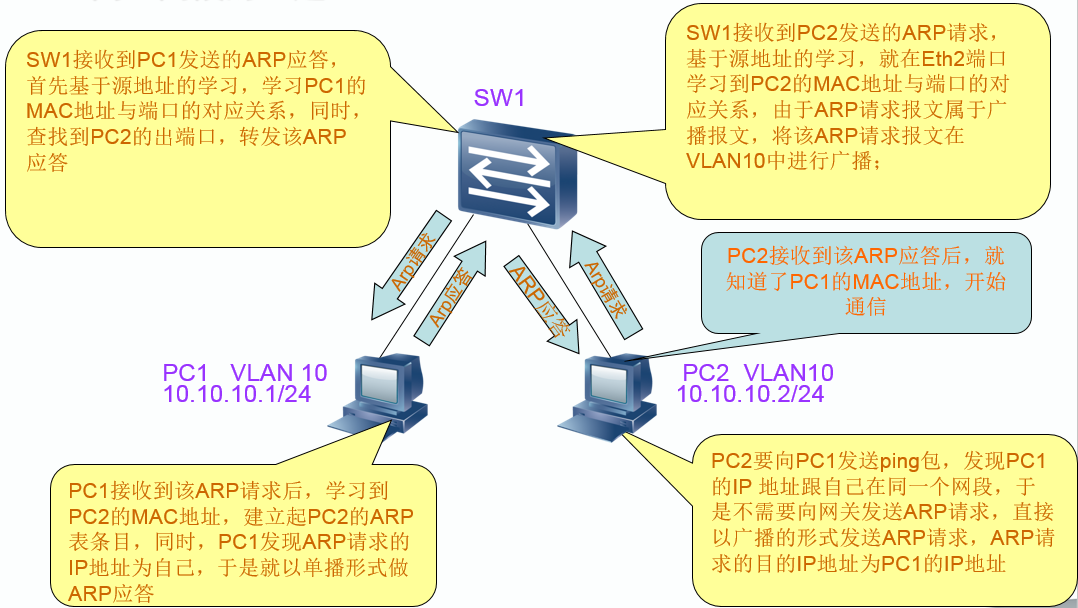 SW1接收到PC1发送的ARP应答，
首先基于源地址的学习，学习PC1的
MAC地址与端口的对应关系，同时，
查找到PC2的出端口，转发该ARP
应答
SW1
SW1接收到PC2发送的ARP请求，
基于源地址的学习，就在Eth2端口
学习到PC2的MAC地址与端口的对
应关系，由于ARP请求报文属于广
播报文，将该ARP请求报文在
VLAN10中进行广播；
Arp请求
Arp应答
ARP应答
Arp请求
PC2接收到该ARP应答后，就
知道了PC1的MAC地址，开始
通信
PC1 VLAN 10
10.10.10.1/24
PC2 VLAN10
10.10.10.2/24
PC1接收到该ARP请求后，学习到
PC2的MAC地址，建立起PC2的ARP
表条目，同时，PC1发现ARP请求的
IP地址为自己，于是就以单播形式做
ARP应答
PC2要向PC1发送ping包，发现PC1
的IP 地址跟自己在同一个网段，于
是不需要向网关发送ARP请求，直接
以广播的形式发送ARP请求，ARP请
求的目的IP地址为PC1的IP地址